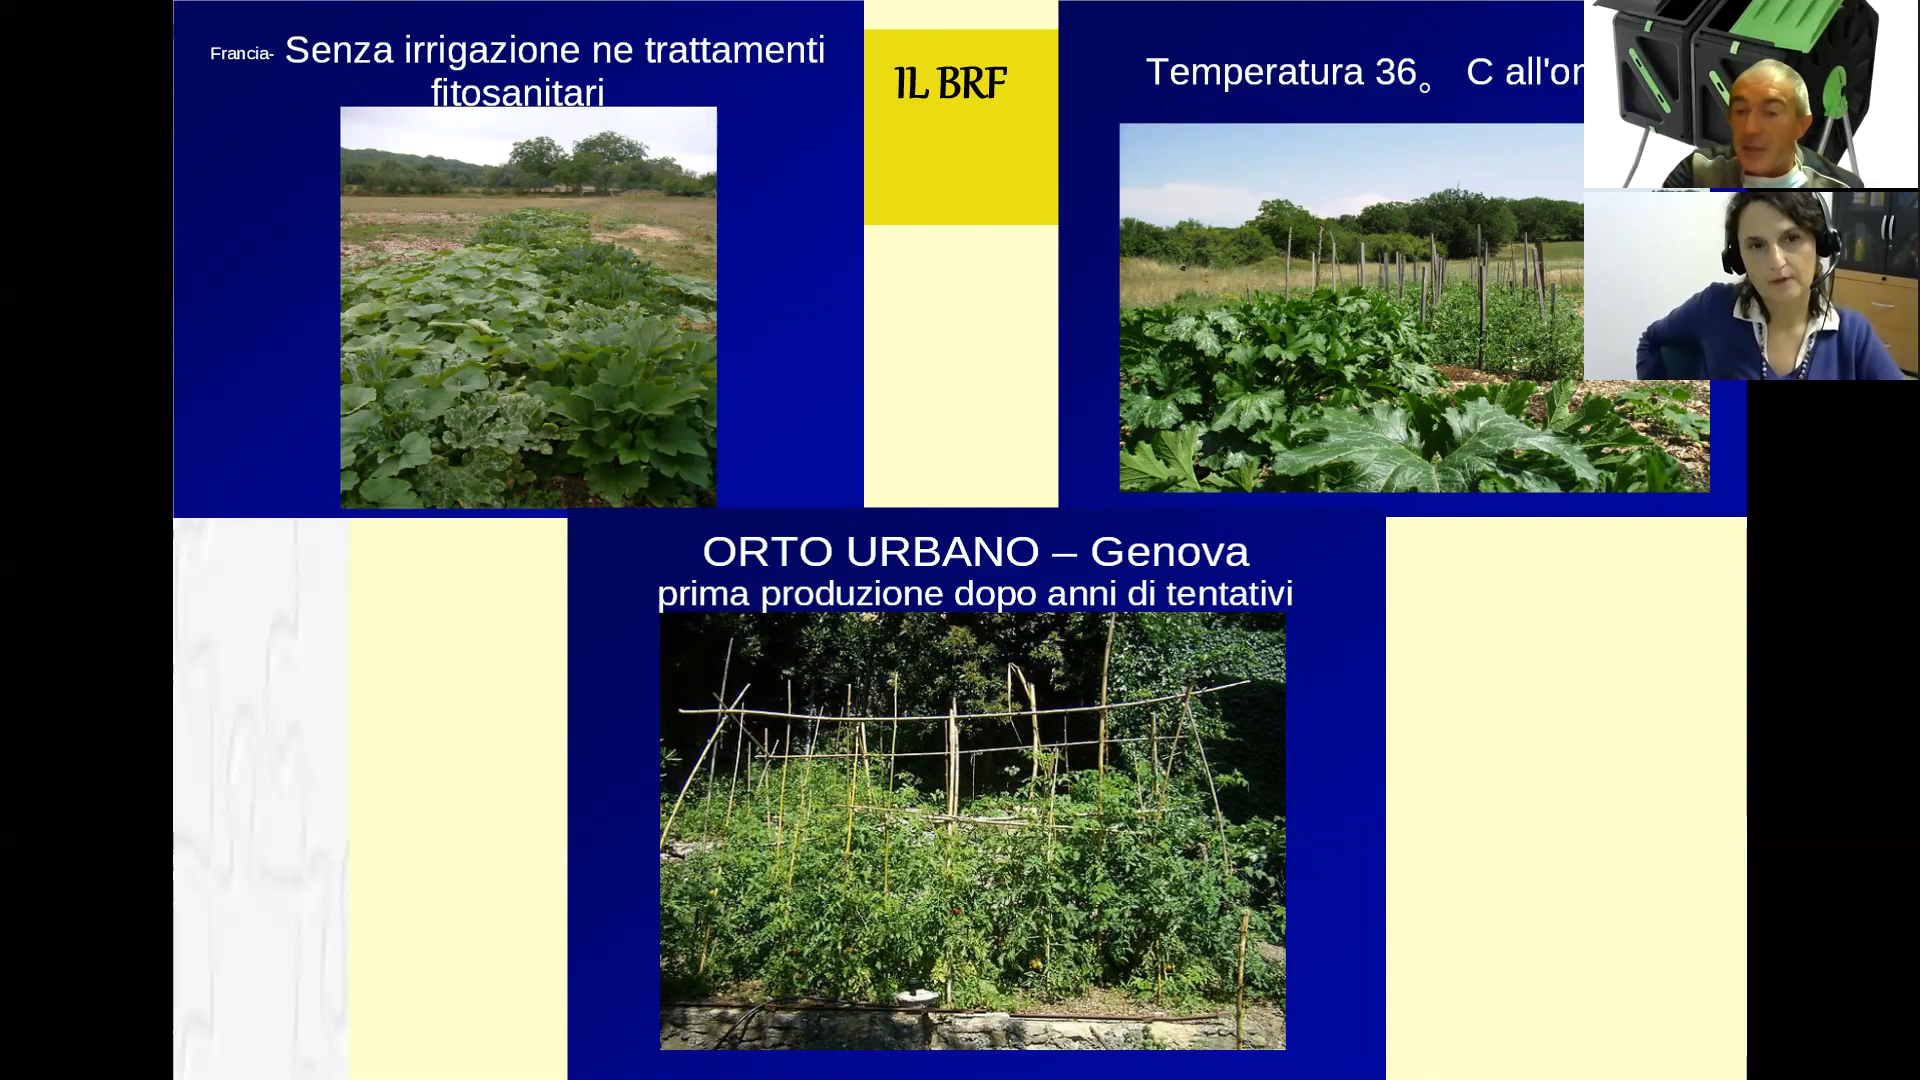 Francia- Senza irrigazione ne trattamenti
fitosanitari
IL BRF
Temperatura 36° C all'
ORTO URBANO – Genova
prima produzione dopo anni di tentativi